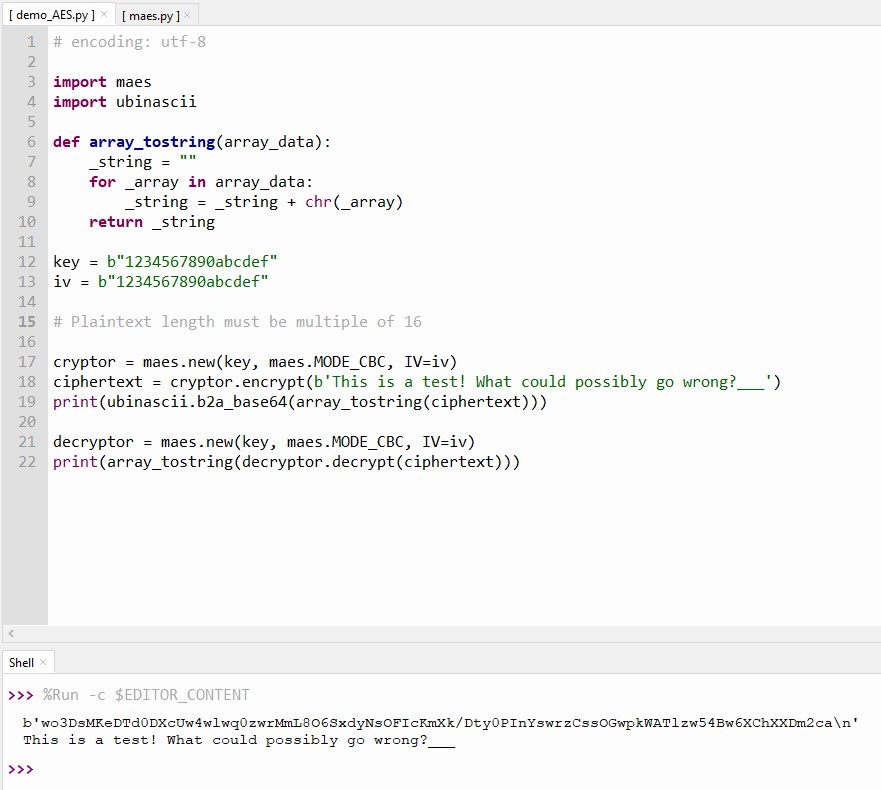 [ demo_AES.py ] ×  [ maes.py ] ×
1 # encoding: utf-8
2
3 import maes
4 import ubinascii
5
6 def array_tostring(array_data):
7     _string = ""
8     for _array in array_data:
9         _string = _string + chr(_array)
10     return _string
11
12 key = b"1234567890abcdef"
13 iv = b"1234567890abcdef"
14
15 # Plaintext length must be multiple of 16
16
17 cryptor = maes.new(key, maes.MODE_CBC, IV=iv)
18 ciphertext = cryptor.encrypt(b'This is a test! What could possibly go wrong?___')
19 print(ubinascii.b2a_base64(array_tostring(ciphertext)))
20
21 decryptor = maes.new(key, maes.MODE_CBC, IV=iv)
22 print(array_tostring(decryptor.decrypt(ciphertext)))
Shell ×
>>> %Run -c $EDITOR_CONTENT
b'wo3DsMKeDTd0DXcUw4wlwq0zwrMmL8O6SxdyNsOFIcKmXk/Dty0PInYswrzCssOGwpkWATlzw54Bw6XChXXDm2ca\n'
This is a test! What could possibly go wrong?___
>>>